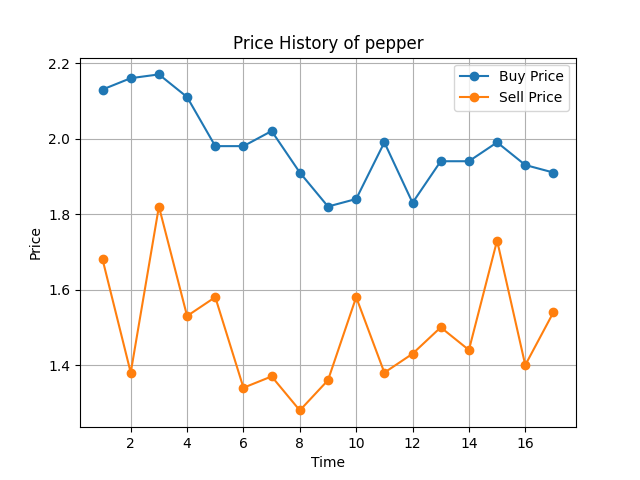 Price History of pepper
Buy Price
Sell Price
2.2
2.0
1.8
1.6
1.4
Price
2 4 6 8 10 12 14 16
Time